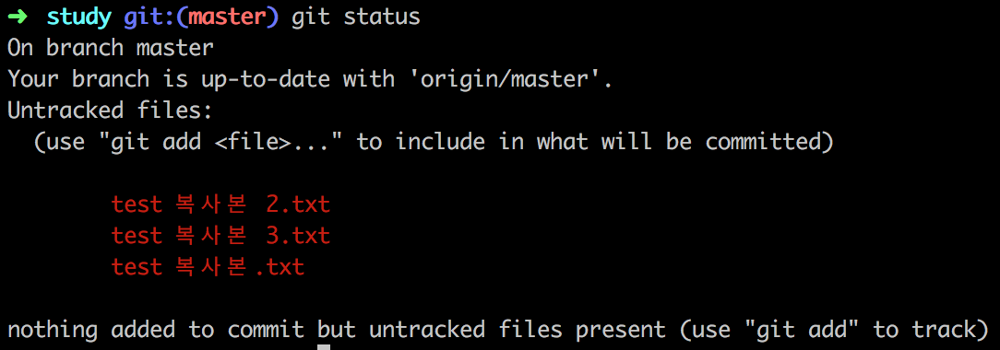 ➜ study git:(master) git status
On branch master
Your branch is up-to-date with 'origin/master'.
Untracked files:
  (use "git add <file>..." to include in what will be committed)

        test 복사본 2.txt
        test 복사본 3.txt
        test 복사본.txt

nothing added to commit but untracked files present (use "git add" to track)